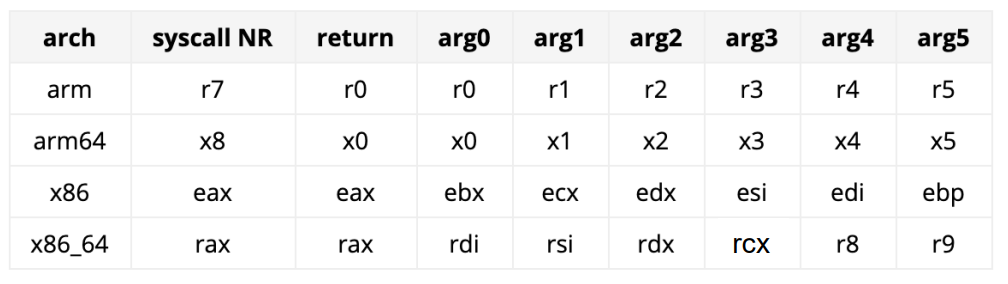 arch syscall NR return arg0 arg1 arg2 arg3 arg4 arg5
arm r7 r0 r0 r1 r2 r3 r4 r5
arm64 x8 x0 x0 x1 x2 x3 x4 x5
x86 eax eax ebx ecx edx esi edi ebp
x86_64 rax rax rdi rsi rdx rcx r8 r9